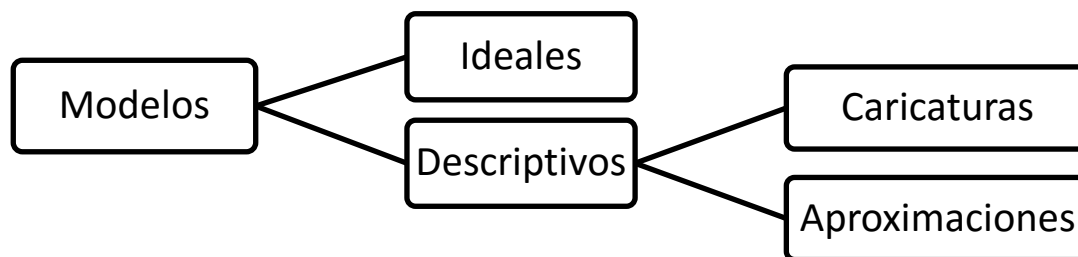 Modelos
Ideales
Descriptivos
Caricaturas
Aproximaciones